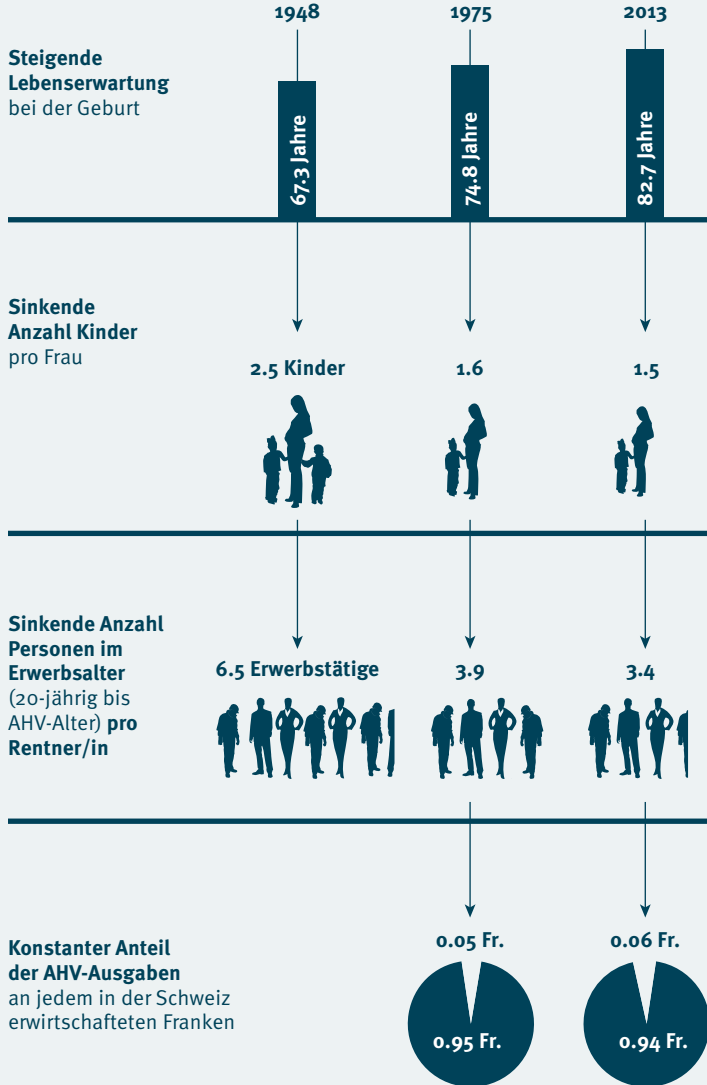 1948 1975 2013
Steigende
Lebenserwartung
bei der Geburt
67.3 Jahre 74.8 Jahre 82.7 Jahre
Sinkende
Anzahl Kinder
pro Frau
2.5 Kinder 1.6 1.5
Sinkende Anzahl
Personen im
Erwerbsalter
(20-jährig bis
AHV-Alter) pro
Rentner/in
6.5 Erwerbstätige 3.9 3.4
Konstanter Anteil
der AHV-Ausgaben
an jedem in der Schweiz
erwirtschafteten Franken
0.05 Fr. 0.06 Fr.
0.95 Fr. 0.94 Fr.